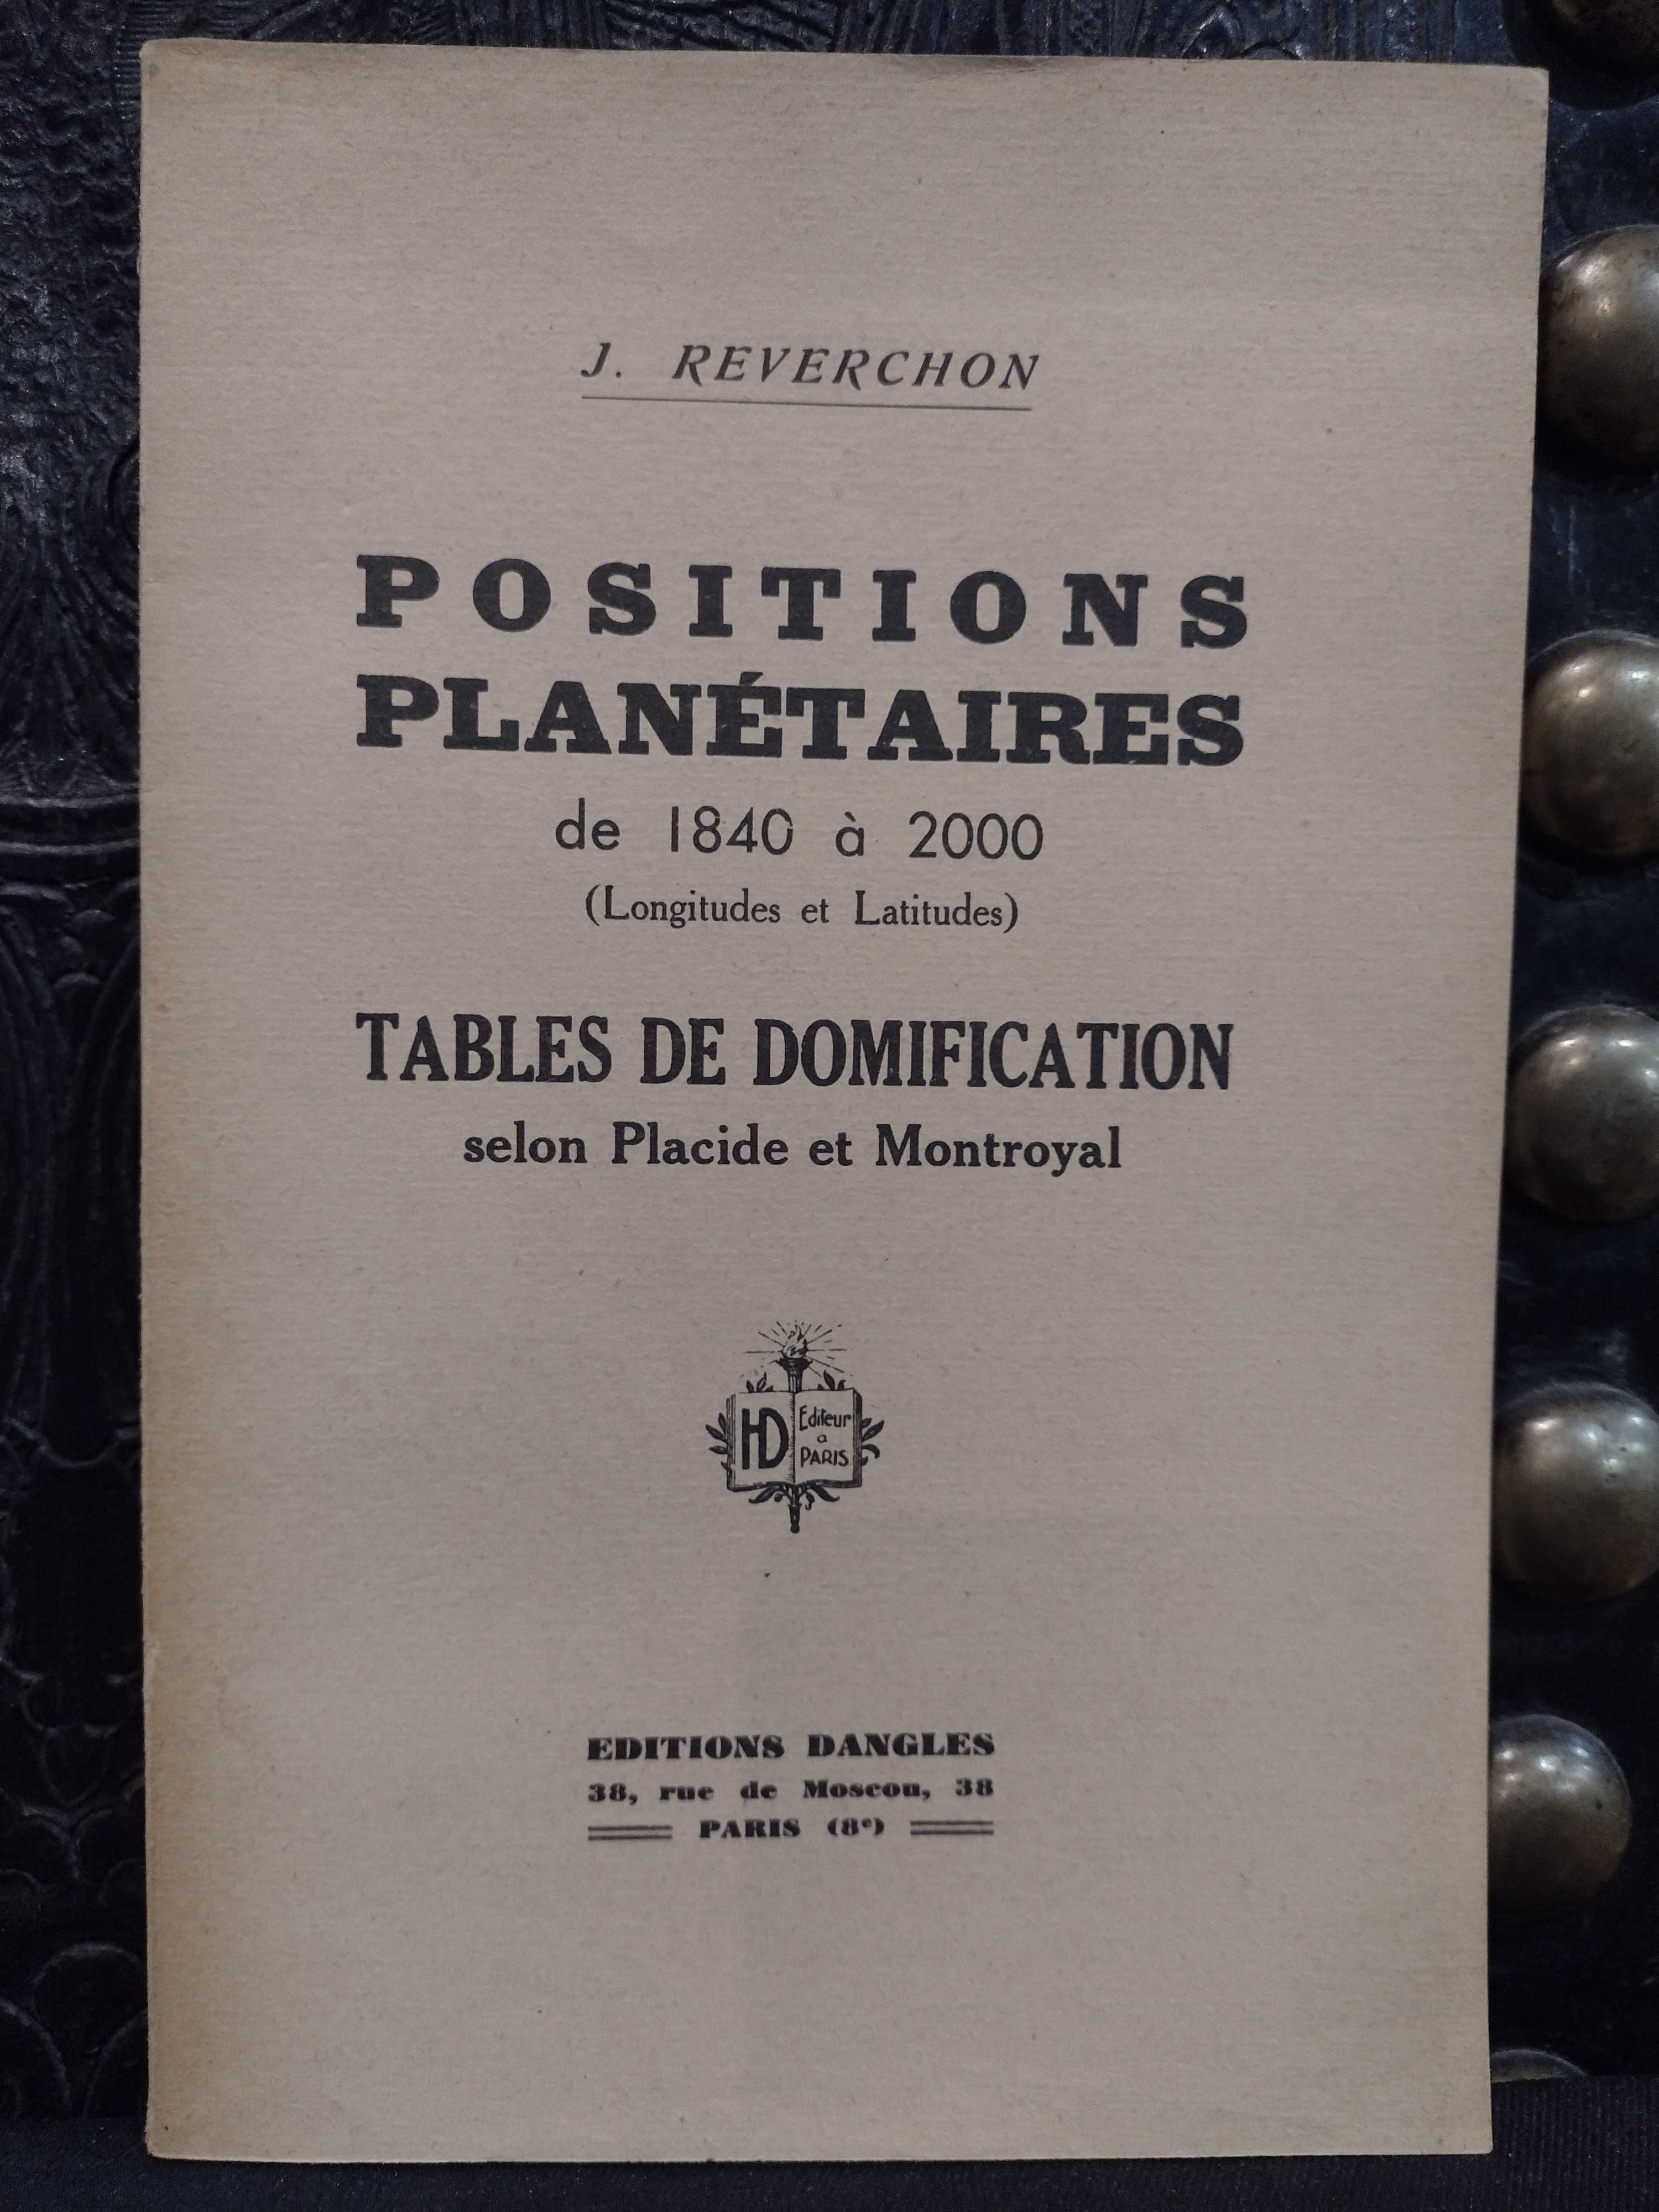 J. REVERCHON
POSITIONS
PLANÉTAIRES
de 1840 à 2000
(Longitudes et Latitudes)
TABLES DE DOMIFICATION
selon Placide et Montroyal
HD
Editeur
a
PARIS
EDITIONS DANGLES
38, rue de Moscou, 38
PARIS (8e)